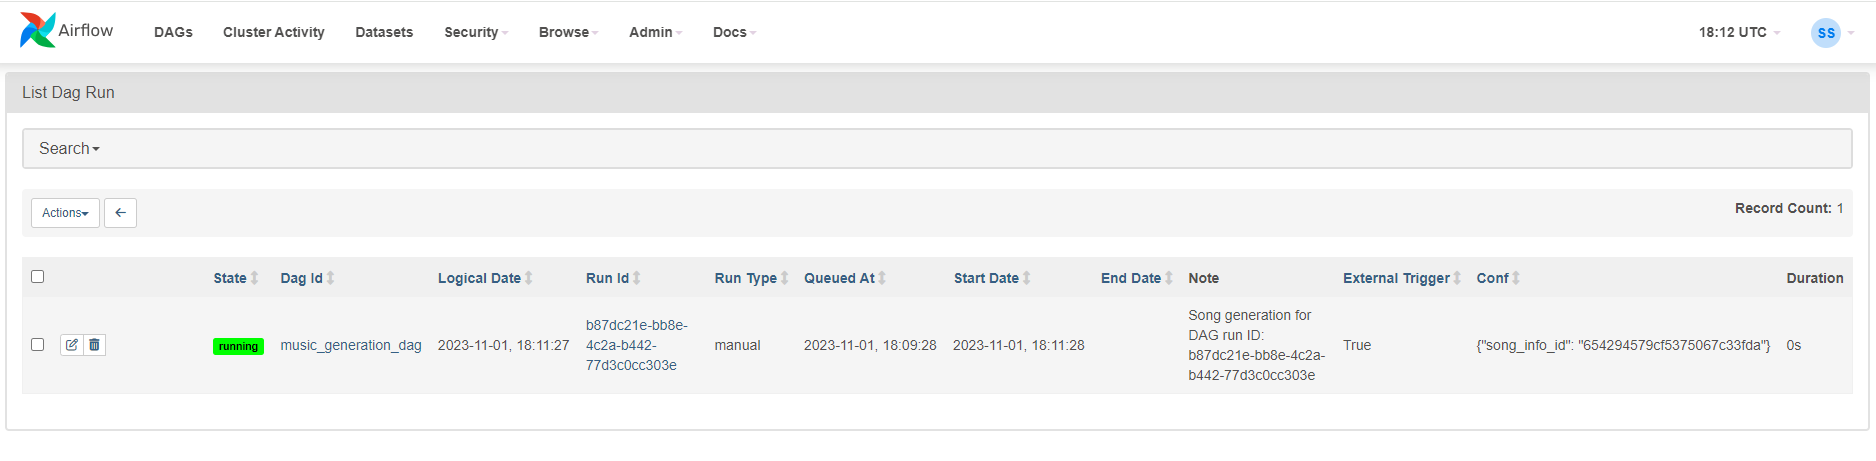 Airflow
DAGs Cluster Activity Datasets Security Browse Admin Docs 18:12 UTC SS
List Dag Run
Search
Actions Record Count: 1
State Dag Id Logical Date Run Id Run Type Queued At Start Date End Date Note External Trigger Conf Duration
running music_generation_dag 2023-11-01, 18:11:27 b87dc21e-bb8e-
4c2a-b442-
77d3c0cc303e manual 2023-11-01, 18:09:28 2023-11-01, 18:11:28 Song generation for
DAG run ID:
b87dc21e-bb8e-4c2a-
b442-77d3c0cc303e True {"song_info_id": "654294579cf5375067c33fda"} 0s